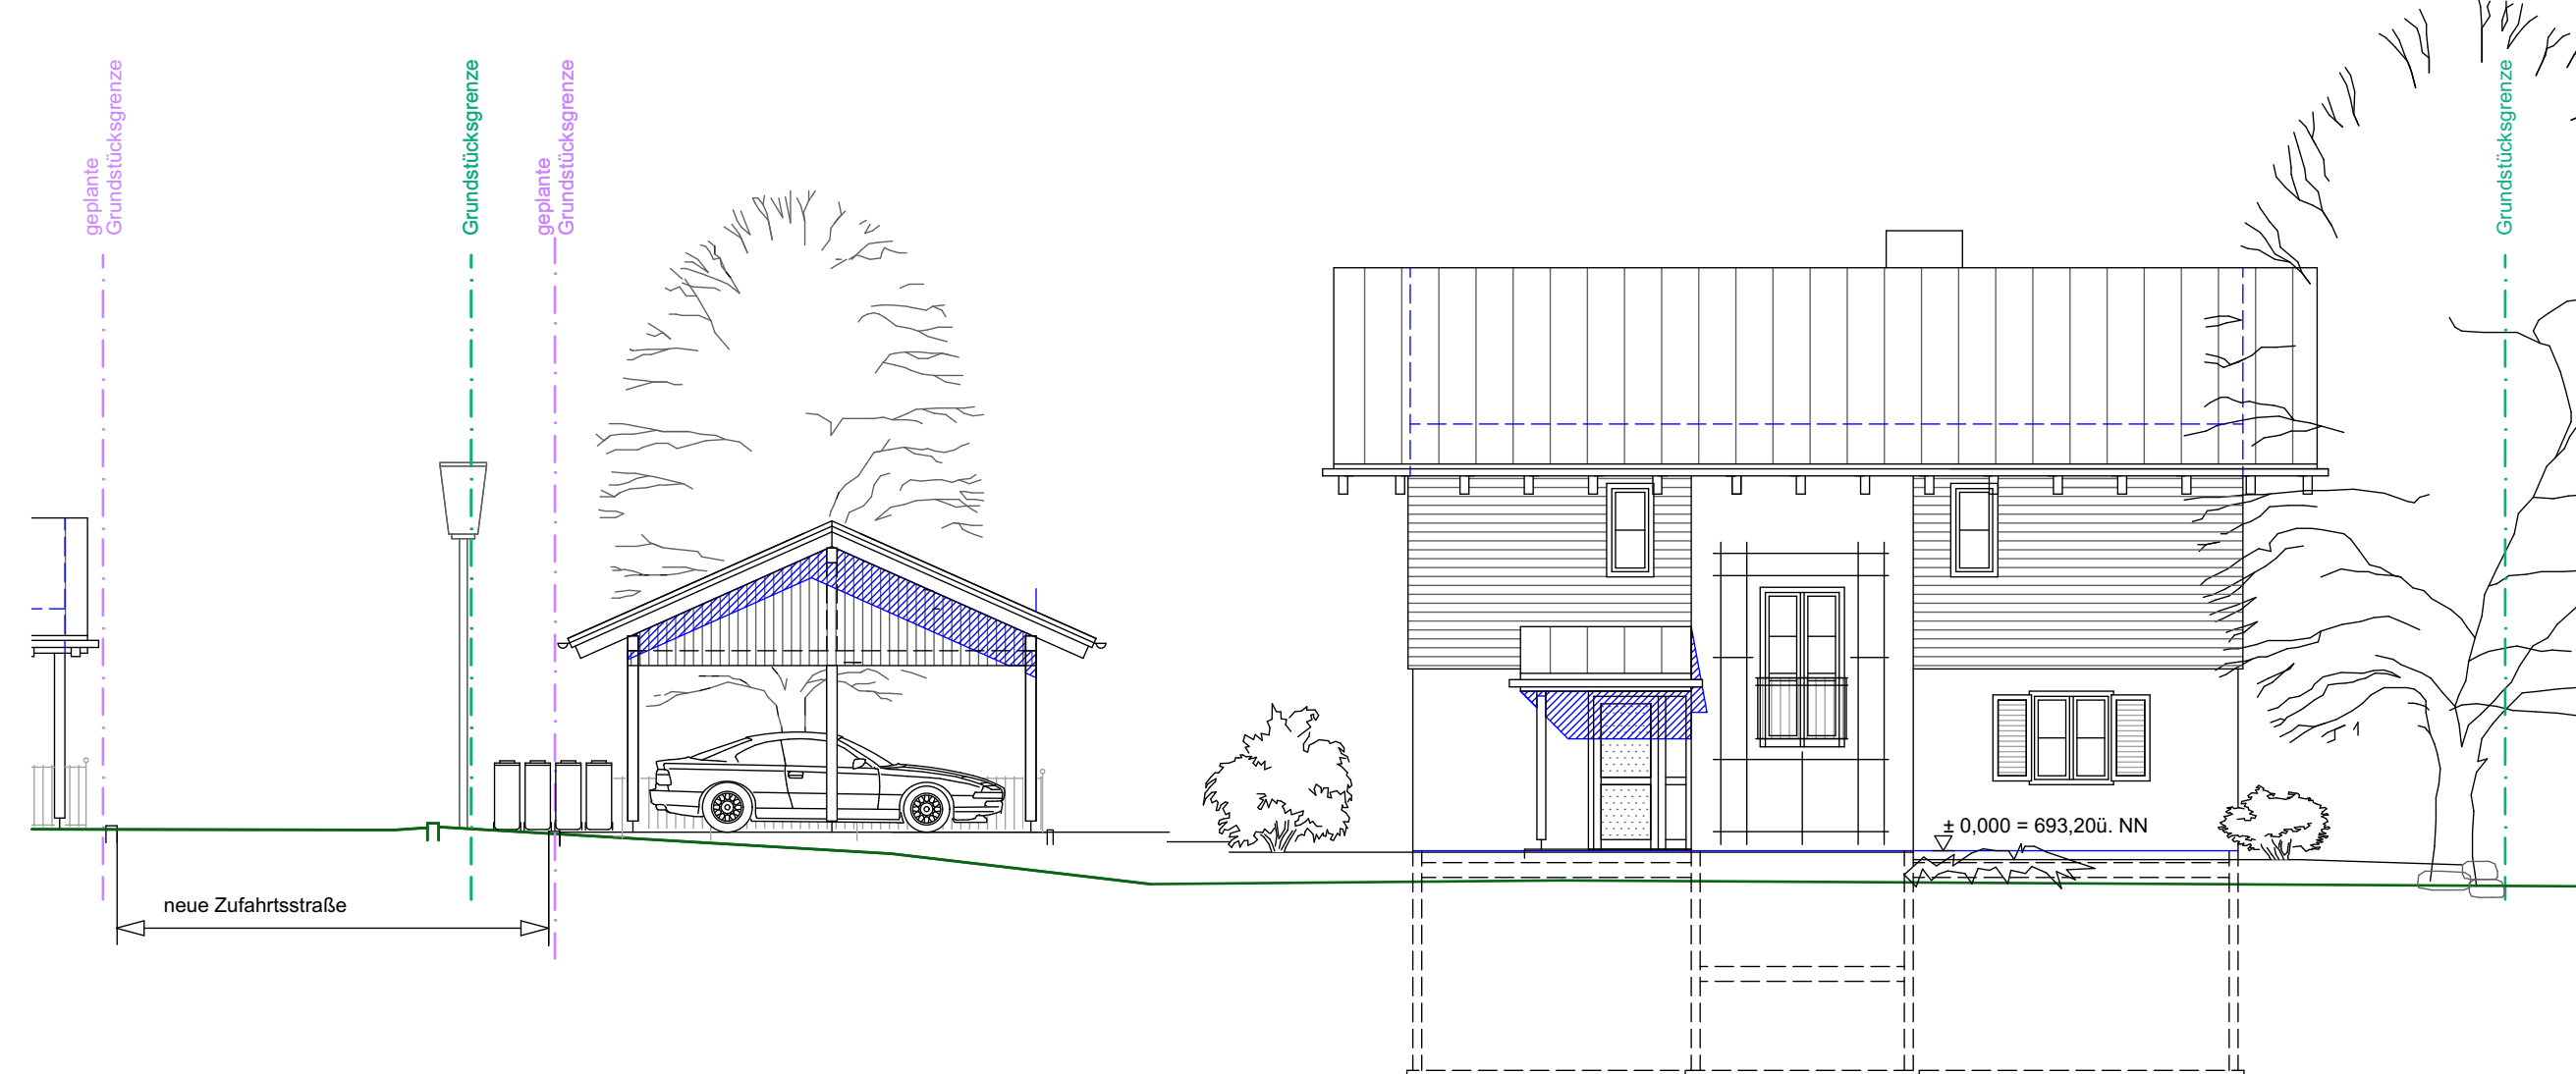 geplante
Grundstücksgrenze
Grundstücksgrenze
geplante
Grundstücksgrenze
Grundstücksgrenze
± 0,000 = 693,20ü. NN
neue Zufahrtsstraße